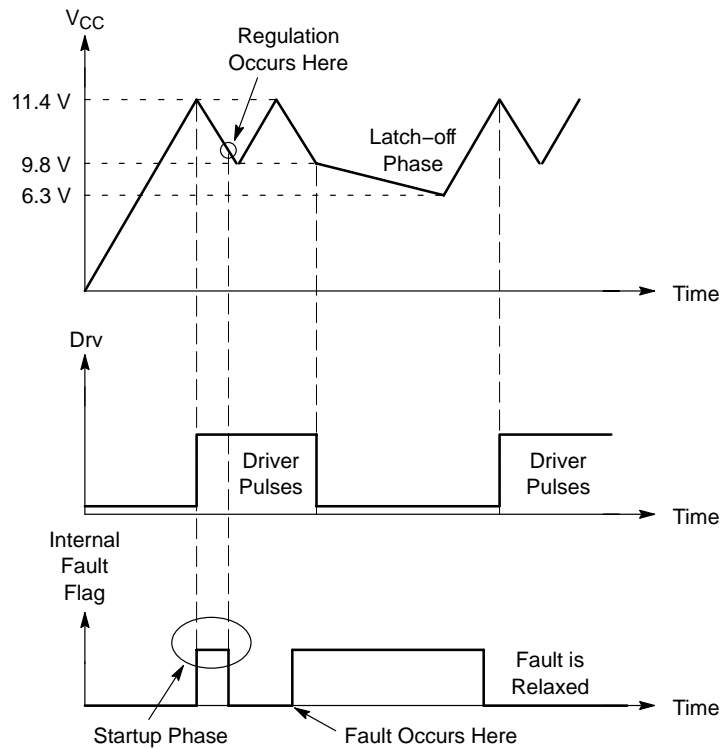 VCC
Regulation
Occurs Here
11.4 V
Latch−off
Phase
9.8 V
6.3 V
Time
Drv
Driver
Pulses
Driver
Pulses
Time
Internal
Fault
Flag
Fault is
Relaxed
Time
Startup Phase
Fault Occurs Here